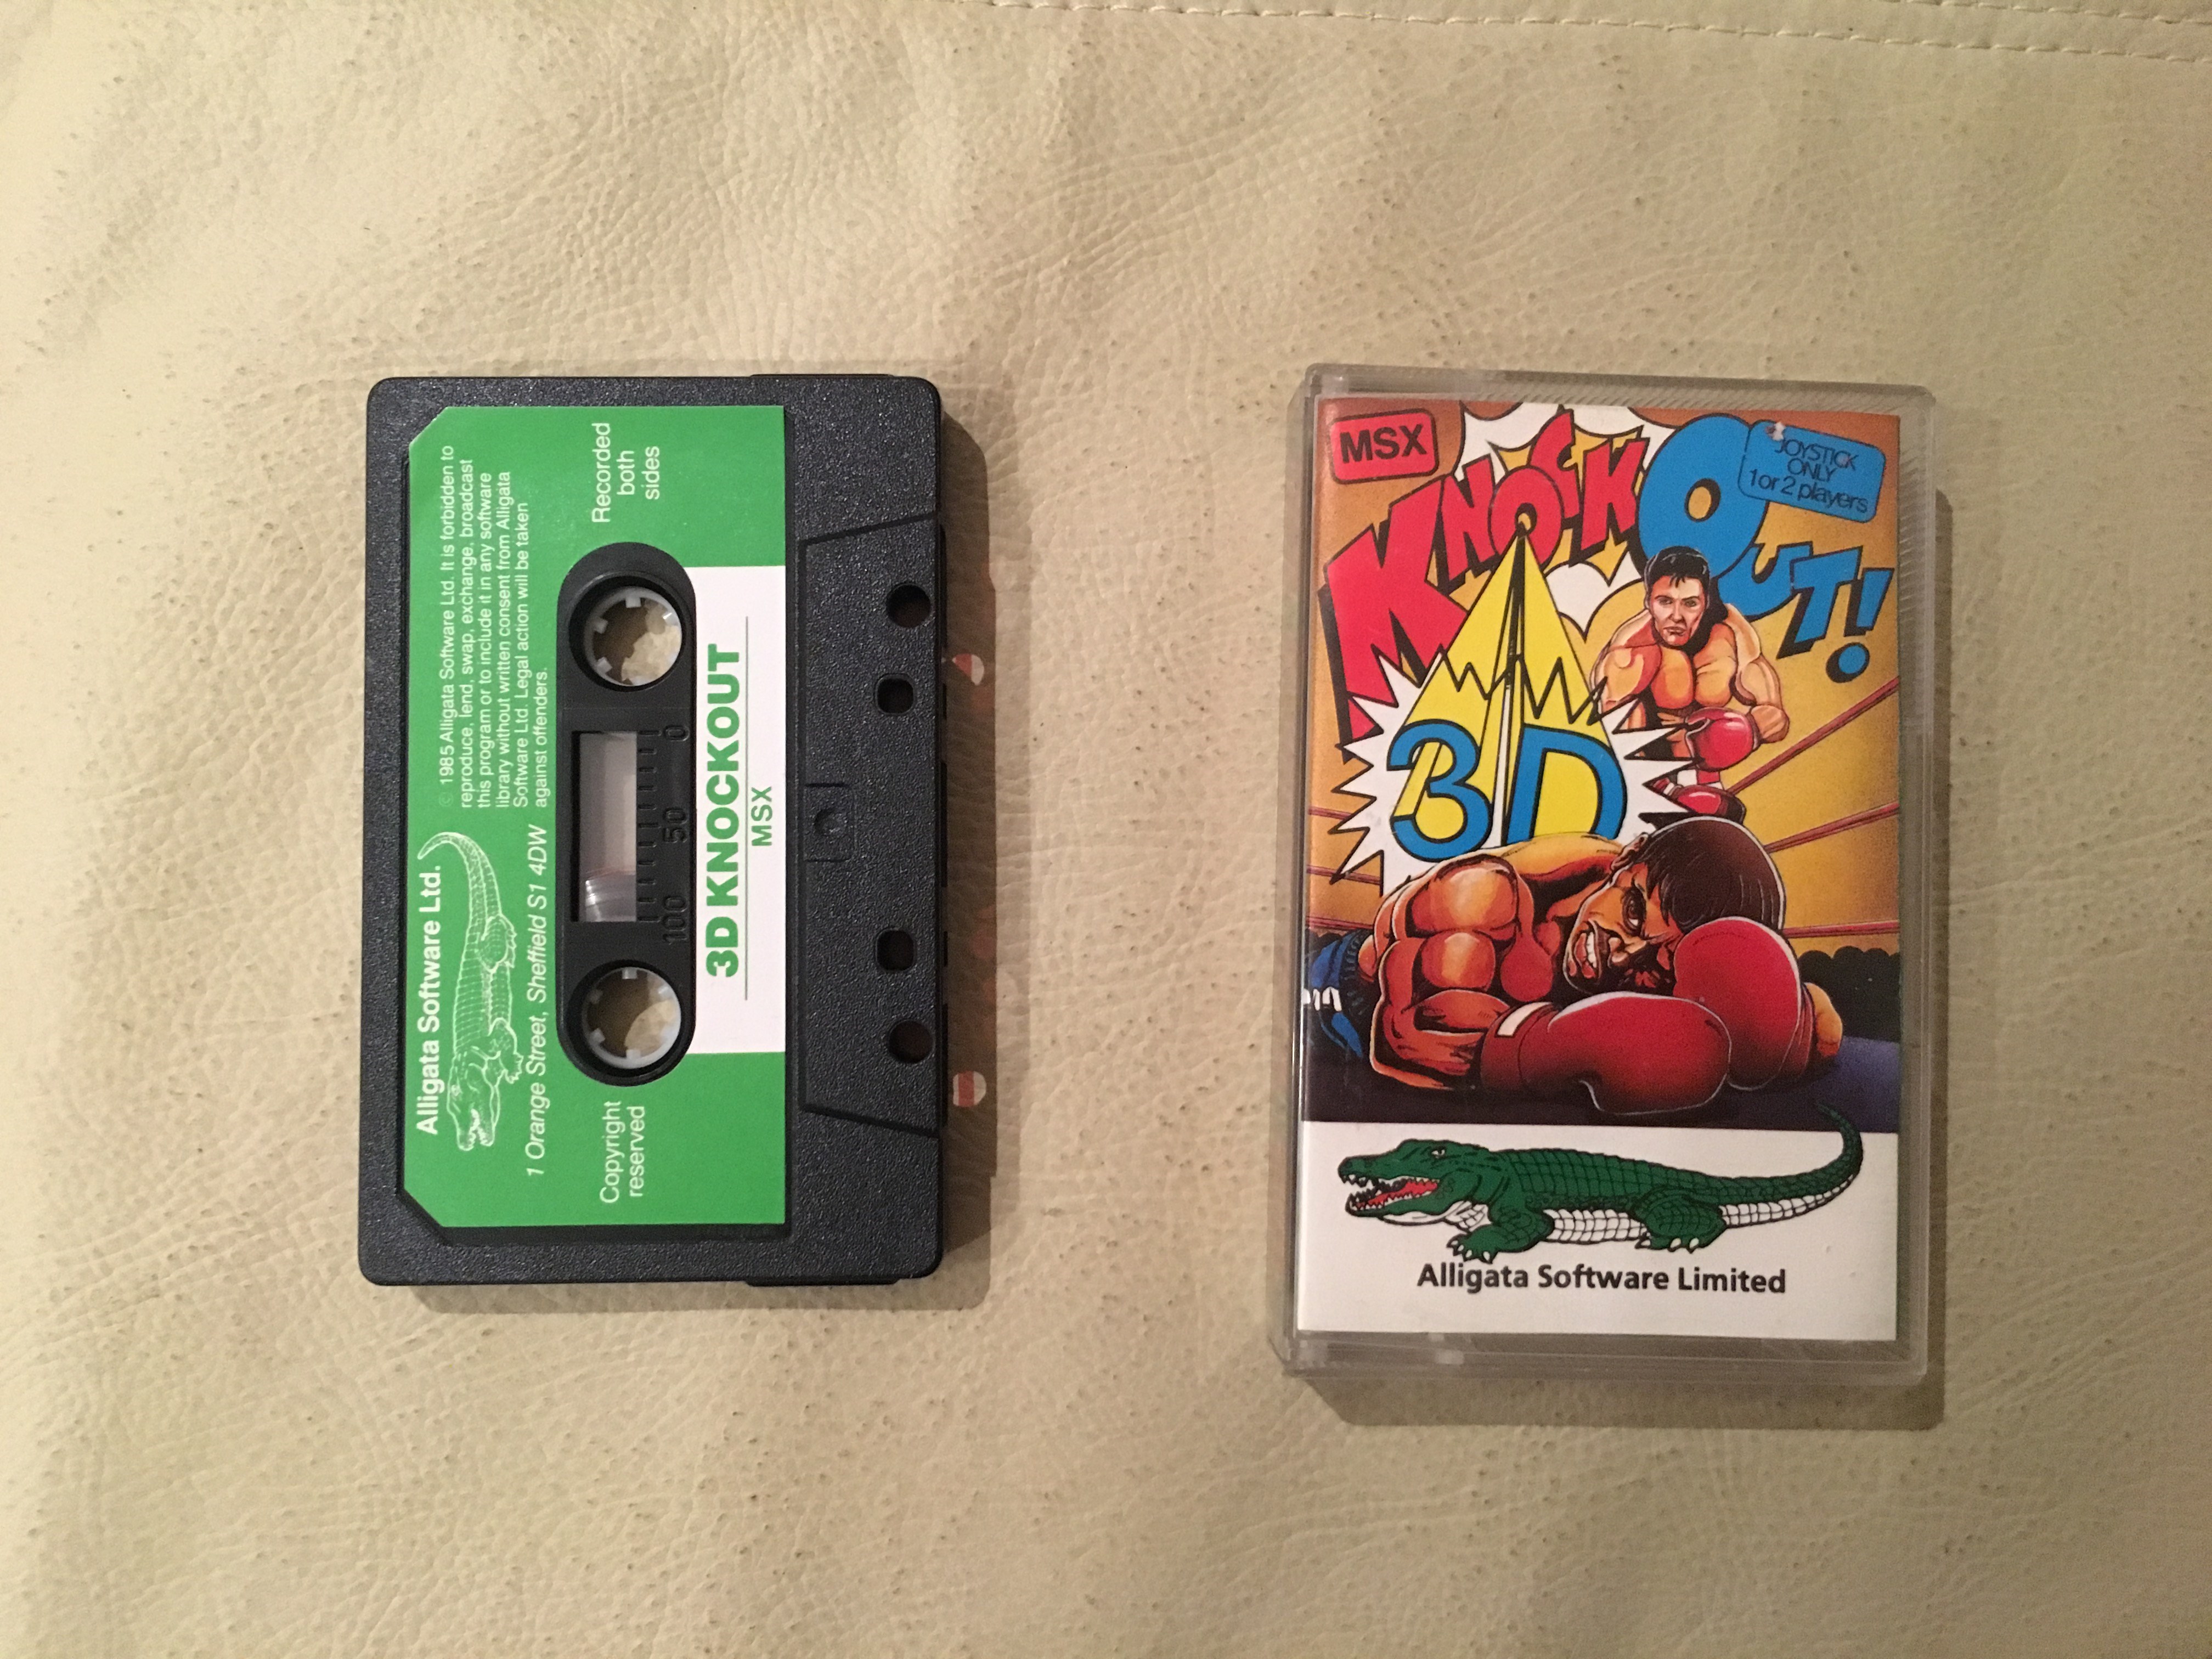 Alligata Software Ltd.
1 Orange Street, Sheffield S1 4DW
© 1985 Alligata Software Ltd. It is forbidden to
reproduce, lend, swap, exchange, broadcast
this program or to include it in any software
library without written consent from Alligata
Software Ltd. Legal action will be taken
against offenders.
Copyright
reserved
Recorded
both
sides
100 50 0
3D KNOCKOUT
MSX
MSX
KNOCKOUT!
JOYSTICK
ONLY
1 or 2 players
3D
Alligata Software Limited